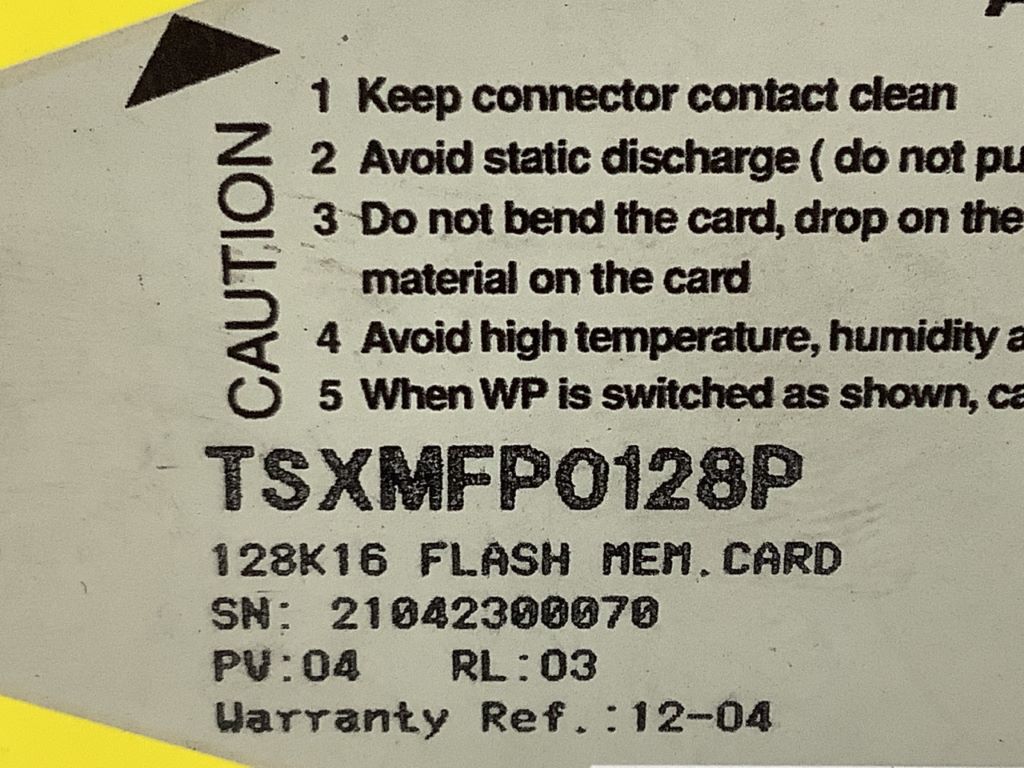 CAUTION
1 Keep connector contact clean
2 Avoid static discharge ( do not pu
3 Do not bend the card, drop on the
material on the card
4 Avoid high temperature, humidity a
5 When WP is switched as shown, ca
TSXMFP0128P
128K16 FLASH MEM.CARD
SN: 21042300070
PV:04 RL:03
Warranty Ref.:12-04